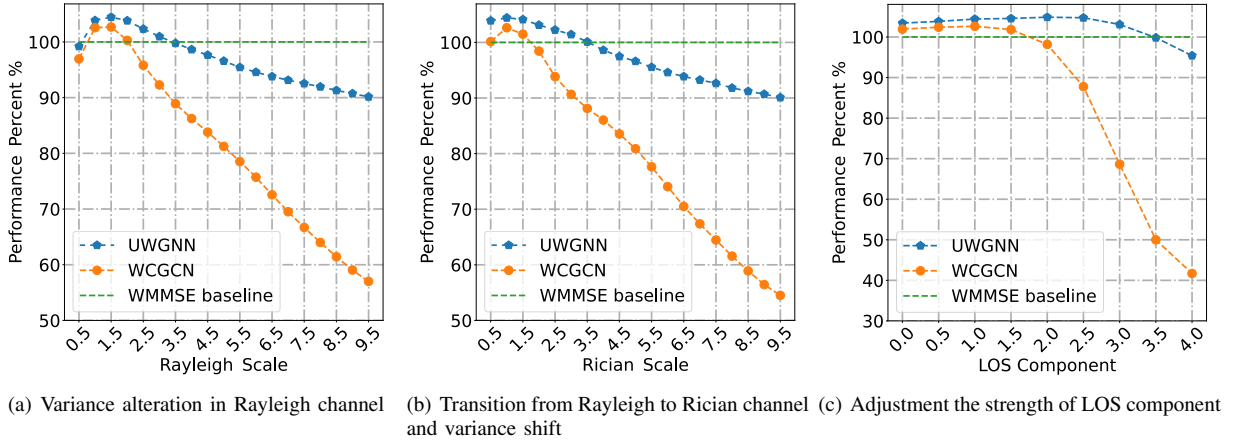 Performance Percent %
100
90
80
70
60
50
0.5
1.5
2.5
3.5
4.5
5.5
6.5
7.5
8.5
9.5
Rayleigh Scale
UWGNN
WCGCN
WMMSE baseline
(a) Variance alteration in Rayleigh channel
Performance Percent %
100
90
80
70
60
50
0.5
1.5
2.5
3.5
4.5
5.5
6.5
7.5
8.5
9.5
Rician Scale
UWGNN
WCGCN
WMMSE baseline
(b) Transition from Rayleigh to Rician channel
and variance shift
Performance Percent %
100
90
80
70
60
50
40
30
0.0
0.5
1.0
1.5
2.0
2.5
3.0
3.5
4.0
LOS Component
UWGNN
WCGCN
WMMSE baseline
(c) Adjustment the strength of LOS component